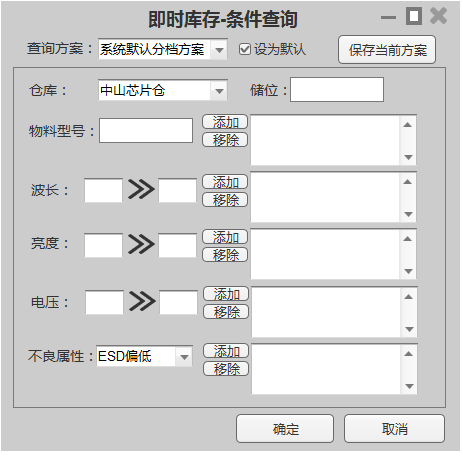 即时库存-条件查询
查询方案： 系统默认分档方案 设为默认 保存当前方案
仓库： 中山芯片仓 储位：
物料型号： 添加
移除
波长： 添加
移除
亮度： 添加
移除
电压： 添加
移除
不良属性： ESD偏低 添加
移除
确定 取消